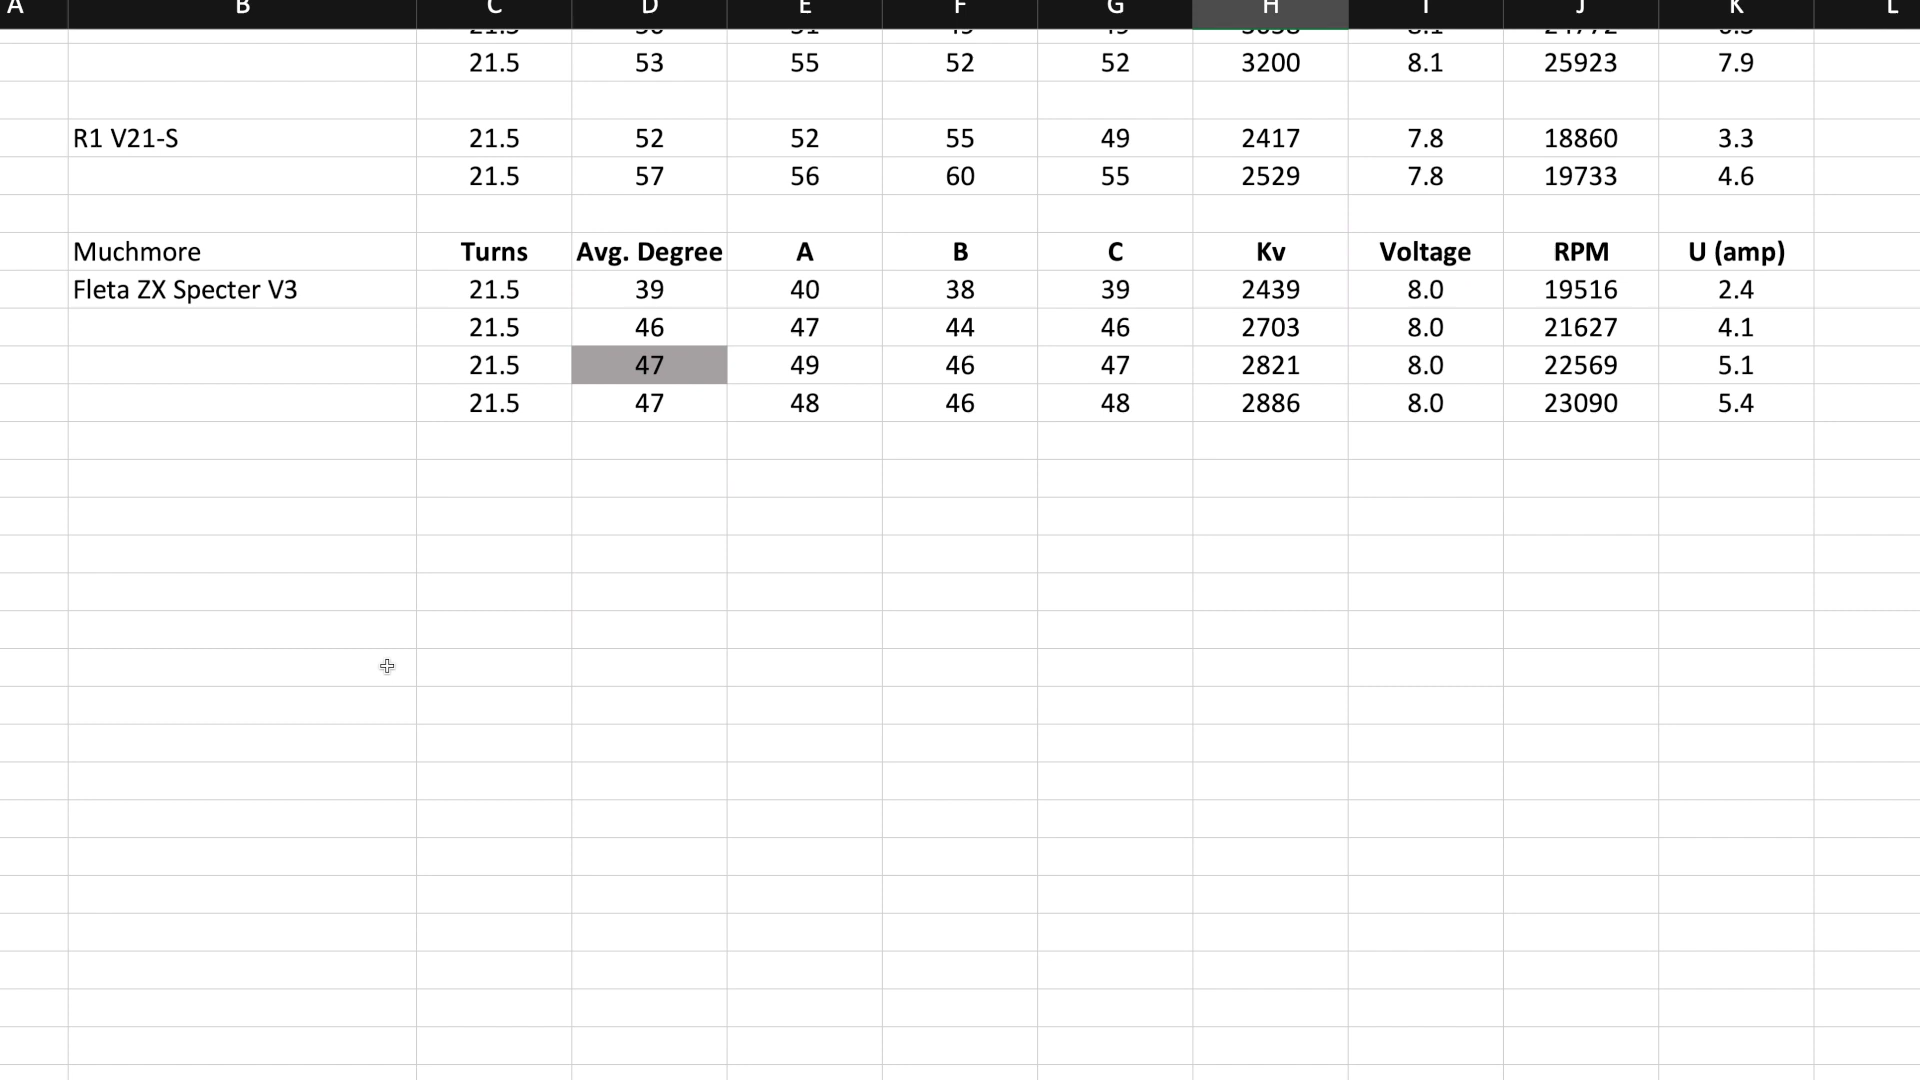 A B C D E F G H I J K L
21.5 53 55 52 52 3200 8.1 25923 7.9
R1 V21-S 21.5 52 52 55 49 2417 7.8 18860 3.3
21.5 57 56 60 55 2529 7.8 19733 4.6
Muchmore Turns Avg. Degree A B C Kv Voltage RPM U (amp)
Fleta ZX Specter V3 21.5 39 40 38 39 2439 8.0 19516 2.4
21.5 46 47 44 46 2703 8.0 21627 4.1
21.5 47 49 46 47 2821 8.0 22569 5.1
21.5 47 48 46 48 2886 8.0 23090 5.4